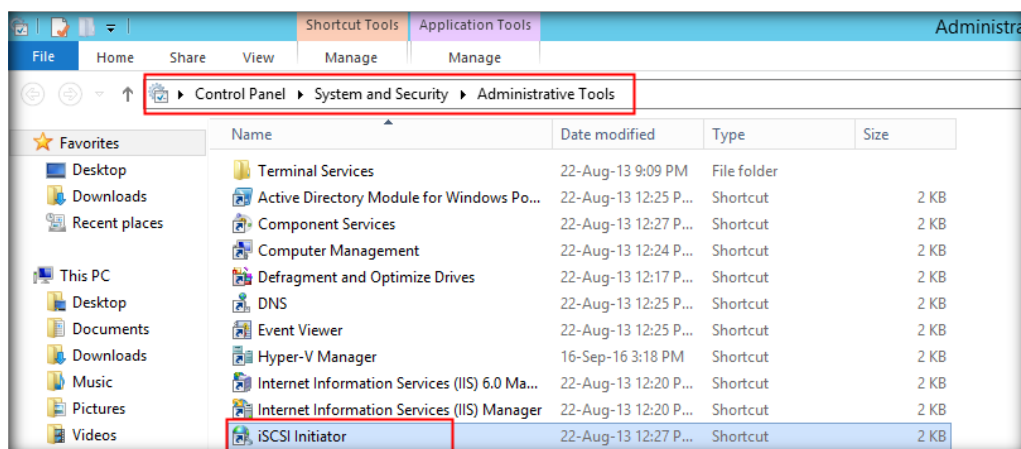 Shortcut Tools Application Tools Administra
File Home Share View Manage Manage
Control Panel System and Security Administrative Tools
Name Date modified Type Size
Favorites
Desktop
Downloads
Recent places
This PC
Desktop
Documents
Downloads
Music
Pictures
Videos
Terminal Services 22-Aug-13 9:09 PM File folder
Active Directory Module for Windows Po... 22-Aug-13 12:25 P... Shortcut 2 KB
Component Services 22-Aug-13 12:27 P... Shortcut 2 KB
Computer Management 22-Aug-13 12:24 P... Shortcut 2 KB
Defragment and Optimize Drives 22-Aug-13 12:17 P... Shortcut 2 KB
DNS 22-Aug-13 12:25 P... Shortcut 2 KB
Event Viewer 22-Aug-13 12:25 P... Shortcut 2 KB
Hyper-V Manager 16-Sep-16 3:18 PM Shortcut 2 KB
Internet Information Services (IIS) 6.0 Ma... 22-Aug-13 12:20 P... Shortcut 2 KB
Internet Information Services (IIS) Manager 22-Aug-13 12:20 P... Shortcut 2 KB
iSCSI Initiator 22-Aug-13 12:27 P... Shortcut 2 KB